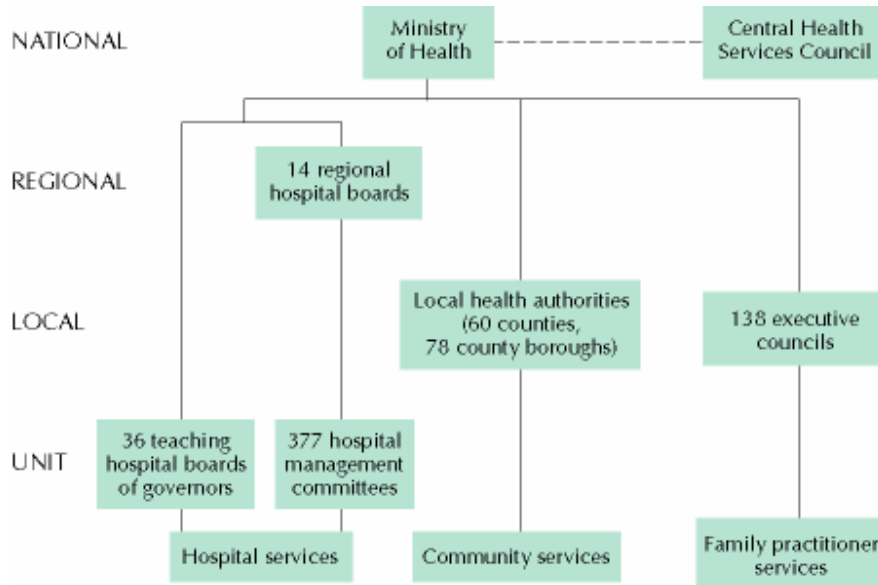 NATIONAL
Ministry
of Health
Central Health
Services Council
REGIONAL
14 regional
hospital boards
LOCAL
Local health authorities
(60 counties,
78 county boroughs)
138 executive
councils
UNIT
36 teaching
hospital boards
of governors
377 hospital
management
committees
Hospital services
Community services
Family practitioner
services